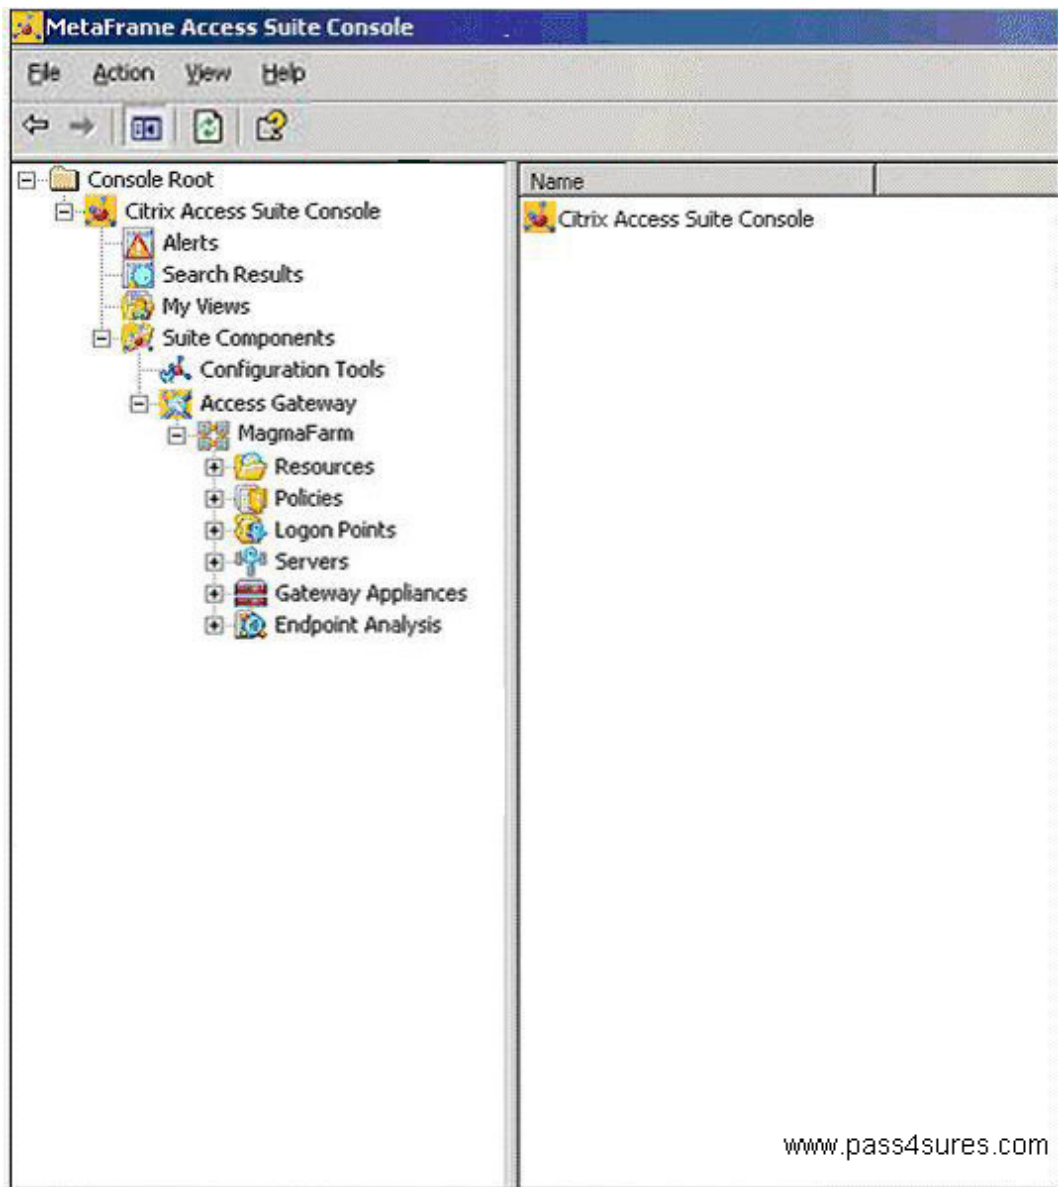 MetaFrame Access Suite Console
File Action View Help
Console Root
Citrix Access Suite Console
Alerts
Search Results
My Views
Suite Components
Configuration Tools
Access Gateway
MagmaFarm
Resources
Policies
Logon Points
Servers
Gateway Appliances
Endpoint Analysis
Name
Citrix Access Suite Console
www.pass4sures.com